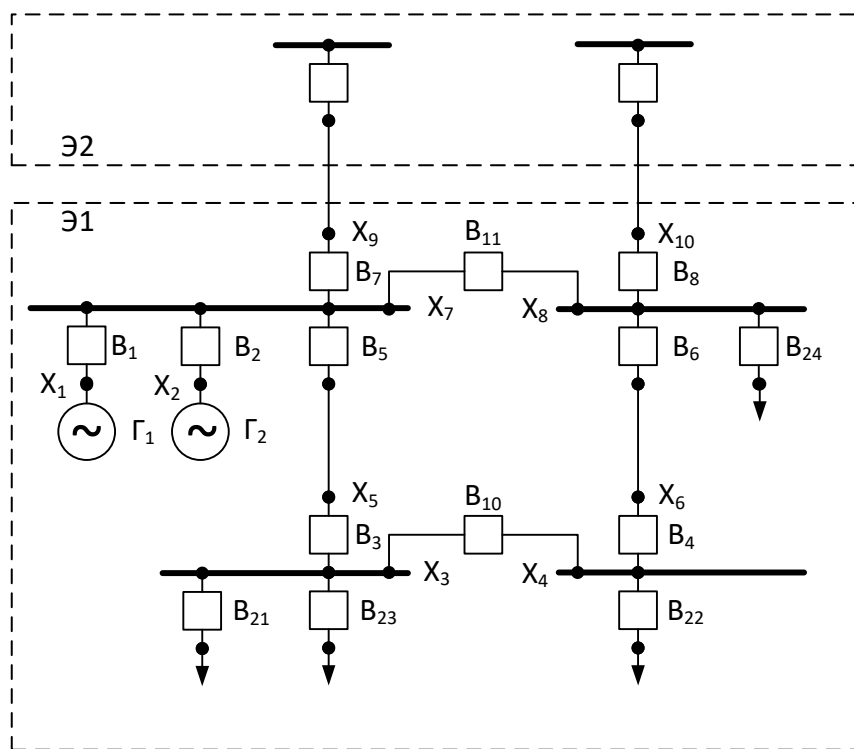 Э2
Э1
X₉
B₁₁
X₁₀
B₇
B₈
X₇
X₈
B₁
B₂
B₅
B₆
B₂₄
X₁
X₂
Г₁
Г₂
X₅
B₁₀
X₆
B₃
B₄
X₃
X₄
B₂₁
B₂₃
B₂₂